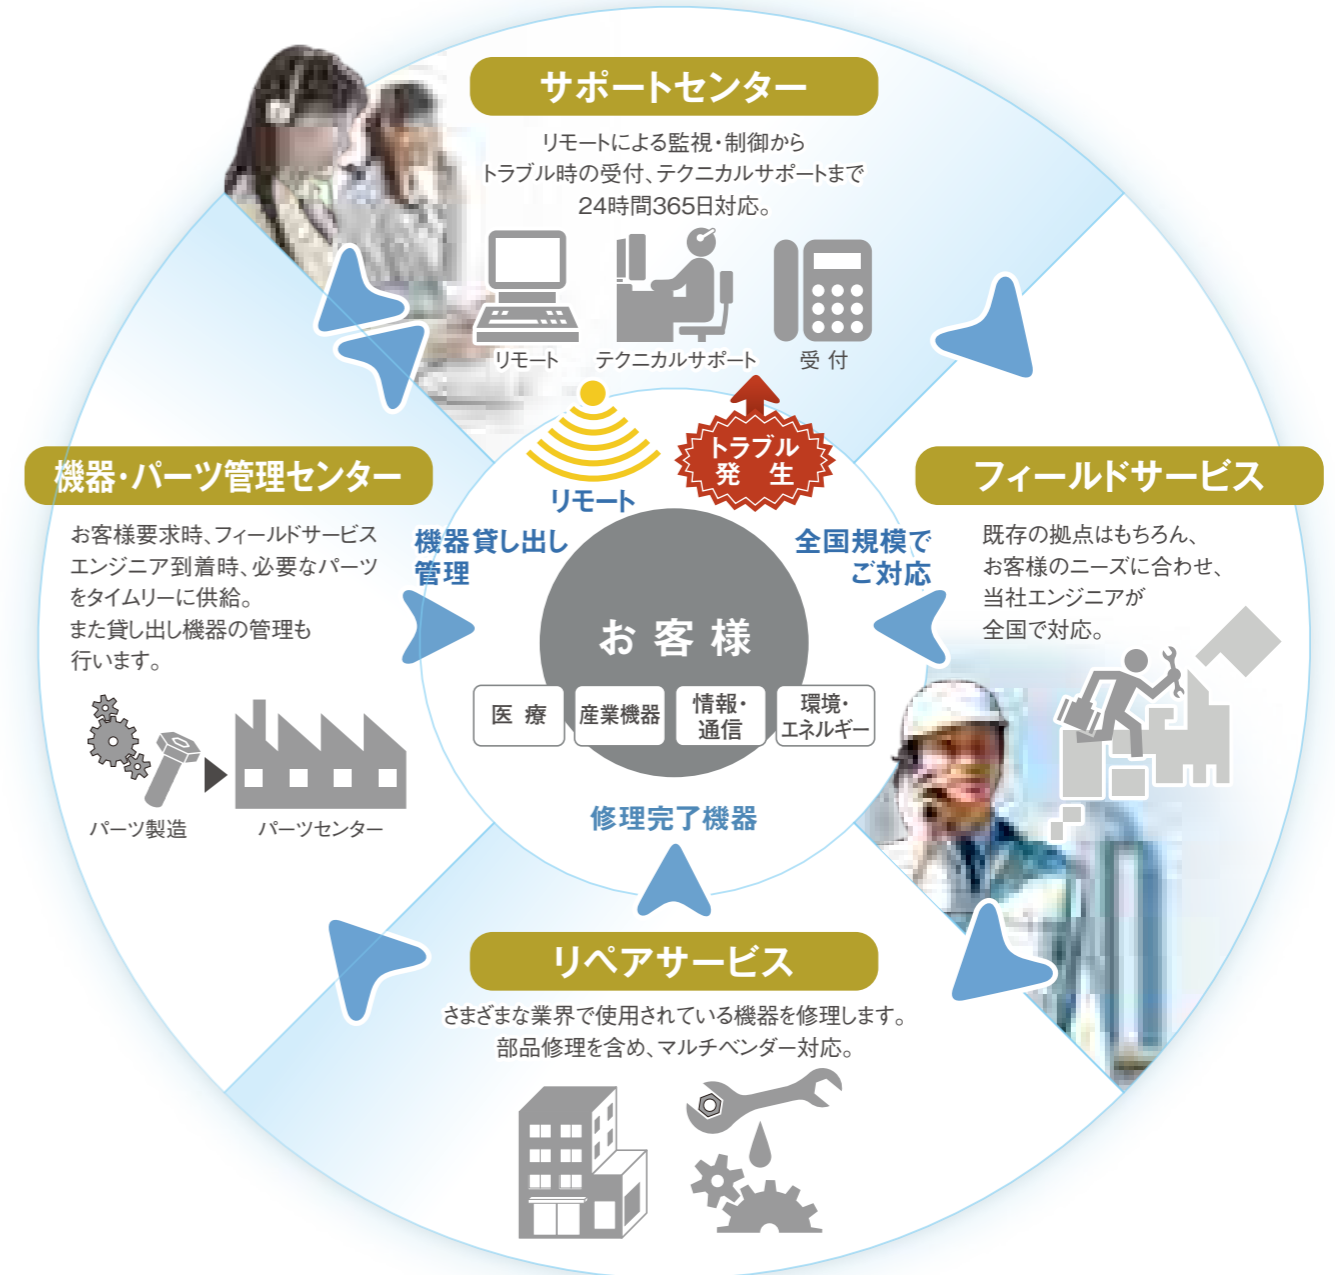 サポートセンター
リモートによる監視・制御から
トラブル時の受付、テクニカルサポートまで
24時間365日対応。
リモート
テクニカルサポート
受付
リモート
トラブル
発生
機器・パーツ管理センター
お客様要求時、フィールドサービス
エンジニア到着時、必要なパーツ
をタイムリーに供給。
また貸し出し機器の管理も
行います。
パーツ製造
パーツセンター
機器貸し出し
管理
全国規模で
ご対応
フィールドサービス
既存の拠点はもちろん、
お客様のニーズに合わせ、
当社エンジニアが
全国で対応。
お客様
医療
産業機器
情報・
通信
環境・
エネルギー
修理完了機器
リペアサービス
さまざまな業界で使用されている機器を修理します。
部品修理を含め、マルチベンダー対応。